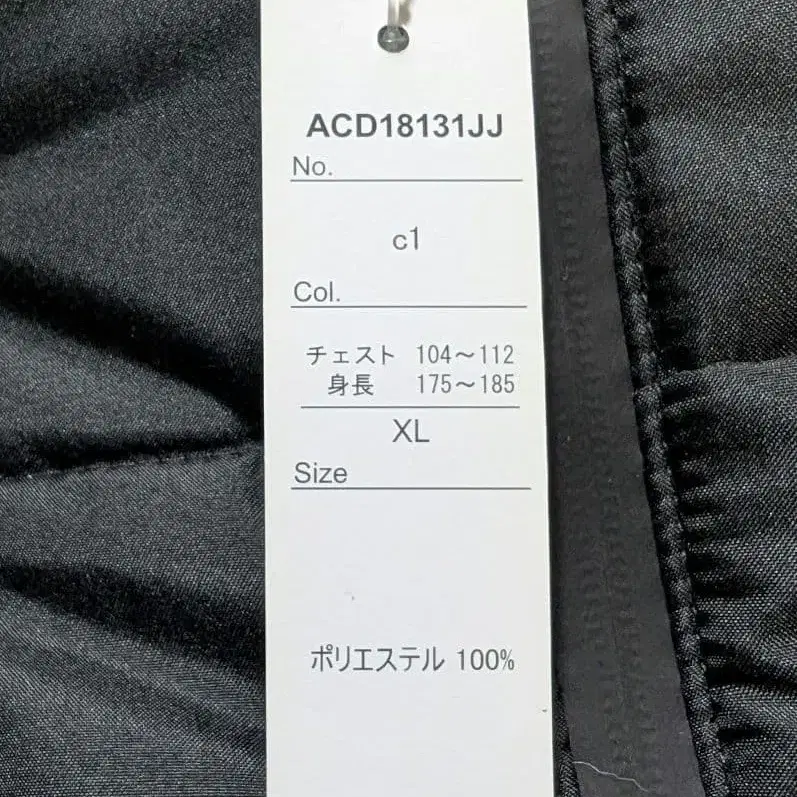 ACD18131JJ
No.
c1
Col.
チェスト 104～112
身長 175～185
XL
Size
ポリエステル 100%